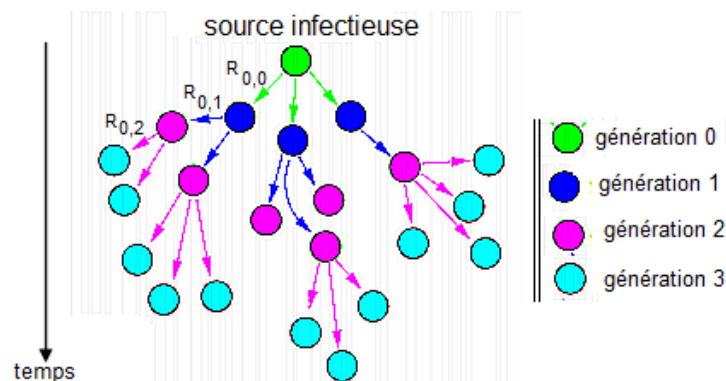 source infectieuse
R0,0
R0,1
R0,2
génération 0
génération 1
génération 2
génération 3
temps